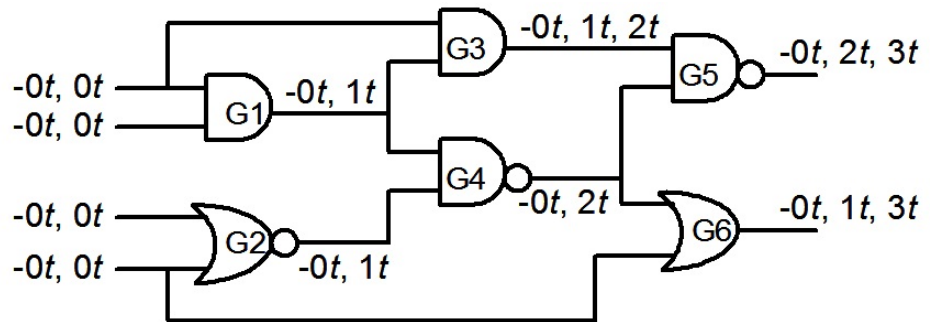 G3
-0t, 1t, 2t
-0t, 2t, 3t
G5
-0t, 0t
-0t, 1t
G1
-0t, 0t
G4
-0t, 2t
-0t, 0t
-0t, 1t, 3t
G2
G6
-0t, 0t
-0t, 1t